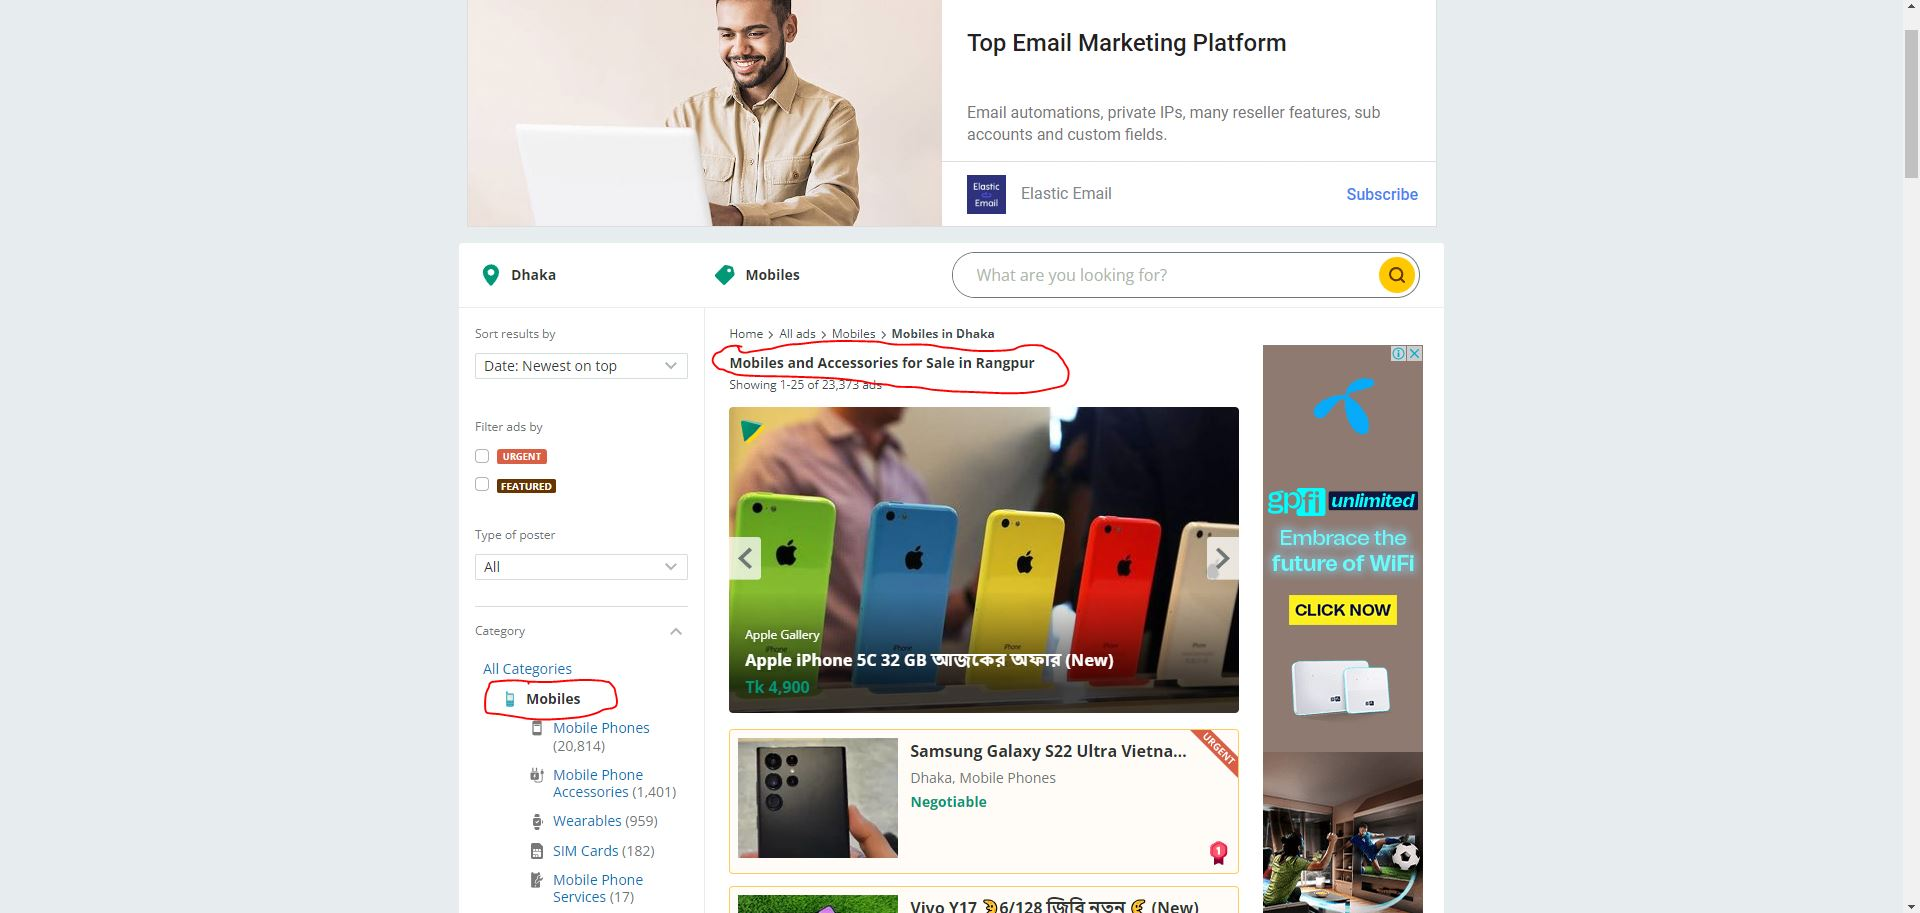 Top Email Marketing Platform
Email automations, private IPs, many reseller features, sub
accounts and custom fields.
Elastic
Email
Elastic Email
Subscribe
Dhaka
Mobiles
What are you looking for?
Sort results by
Date: Newest on top
Filter ads by
URGENT
FEATURED
Type of poster
All
Category
All Categories
Mobiles
Mobile Phones
(20,814)
Mobile Phone
Accessories (1,401)
Wearables (959)
SIM Cards (182)
Mobile Phone
Services (17)
Home > All ads > Mobiles > Mobiles in Dhaka
Mobiles and Accessories for Sale in Rangpur
Showing 1-25 of 23,373 ads
Apple Gallery
Apple iPhone 5C 32 GB আজকের অফার (New)
Tk 4,900
Samsung Galaxy S22 Ultra Vietna...
Dhaka, Mobile Phones
Negotiable
URGENT
1
Vivo Y17 6/128 জিবি নতুন (New)
gpfi unlimited
Embrace the
future of WiFi
CLICK NOW